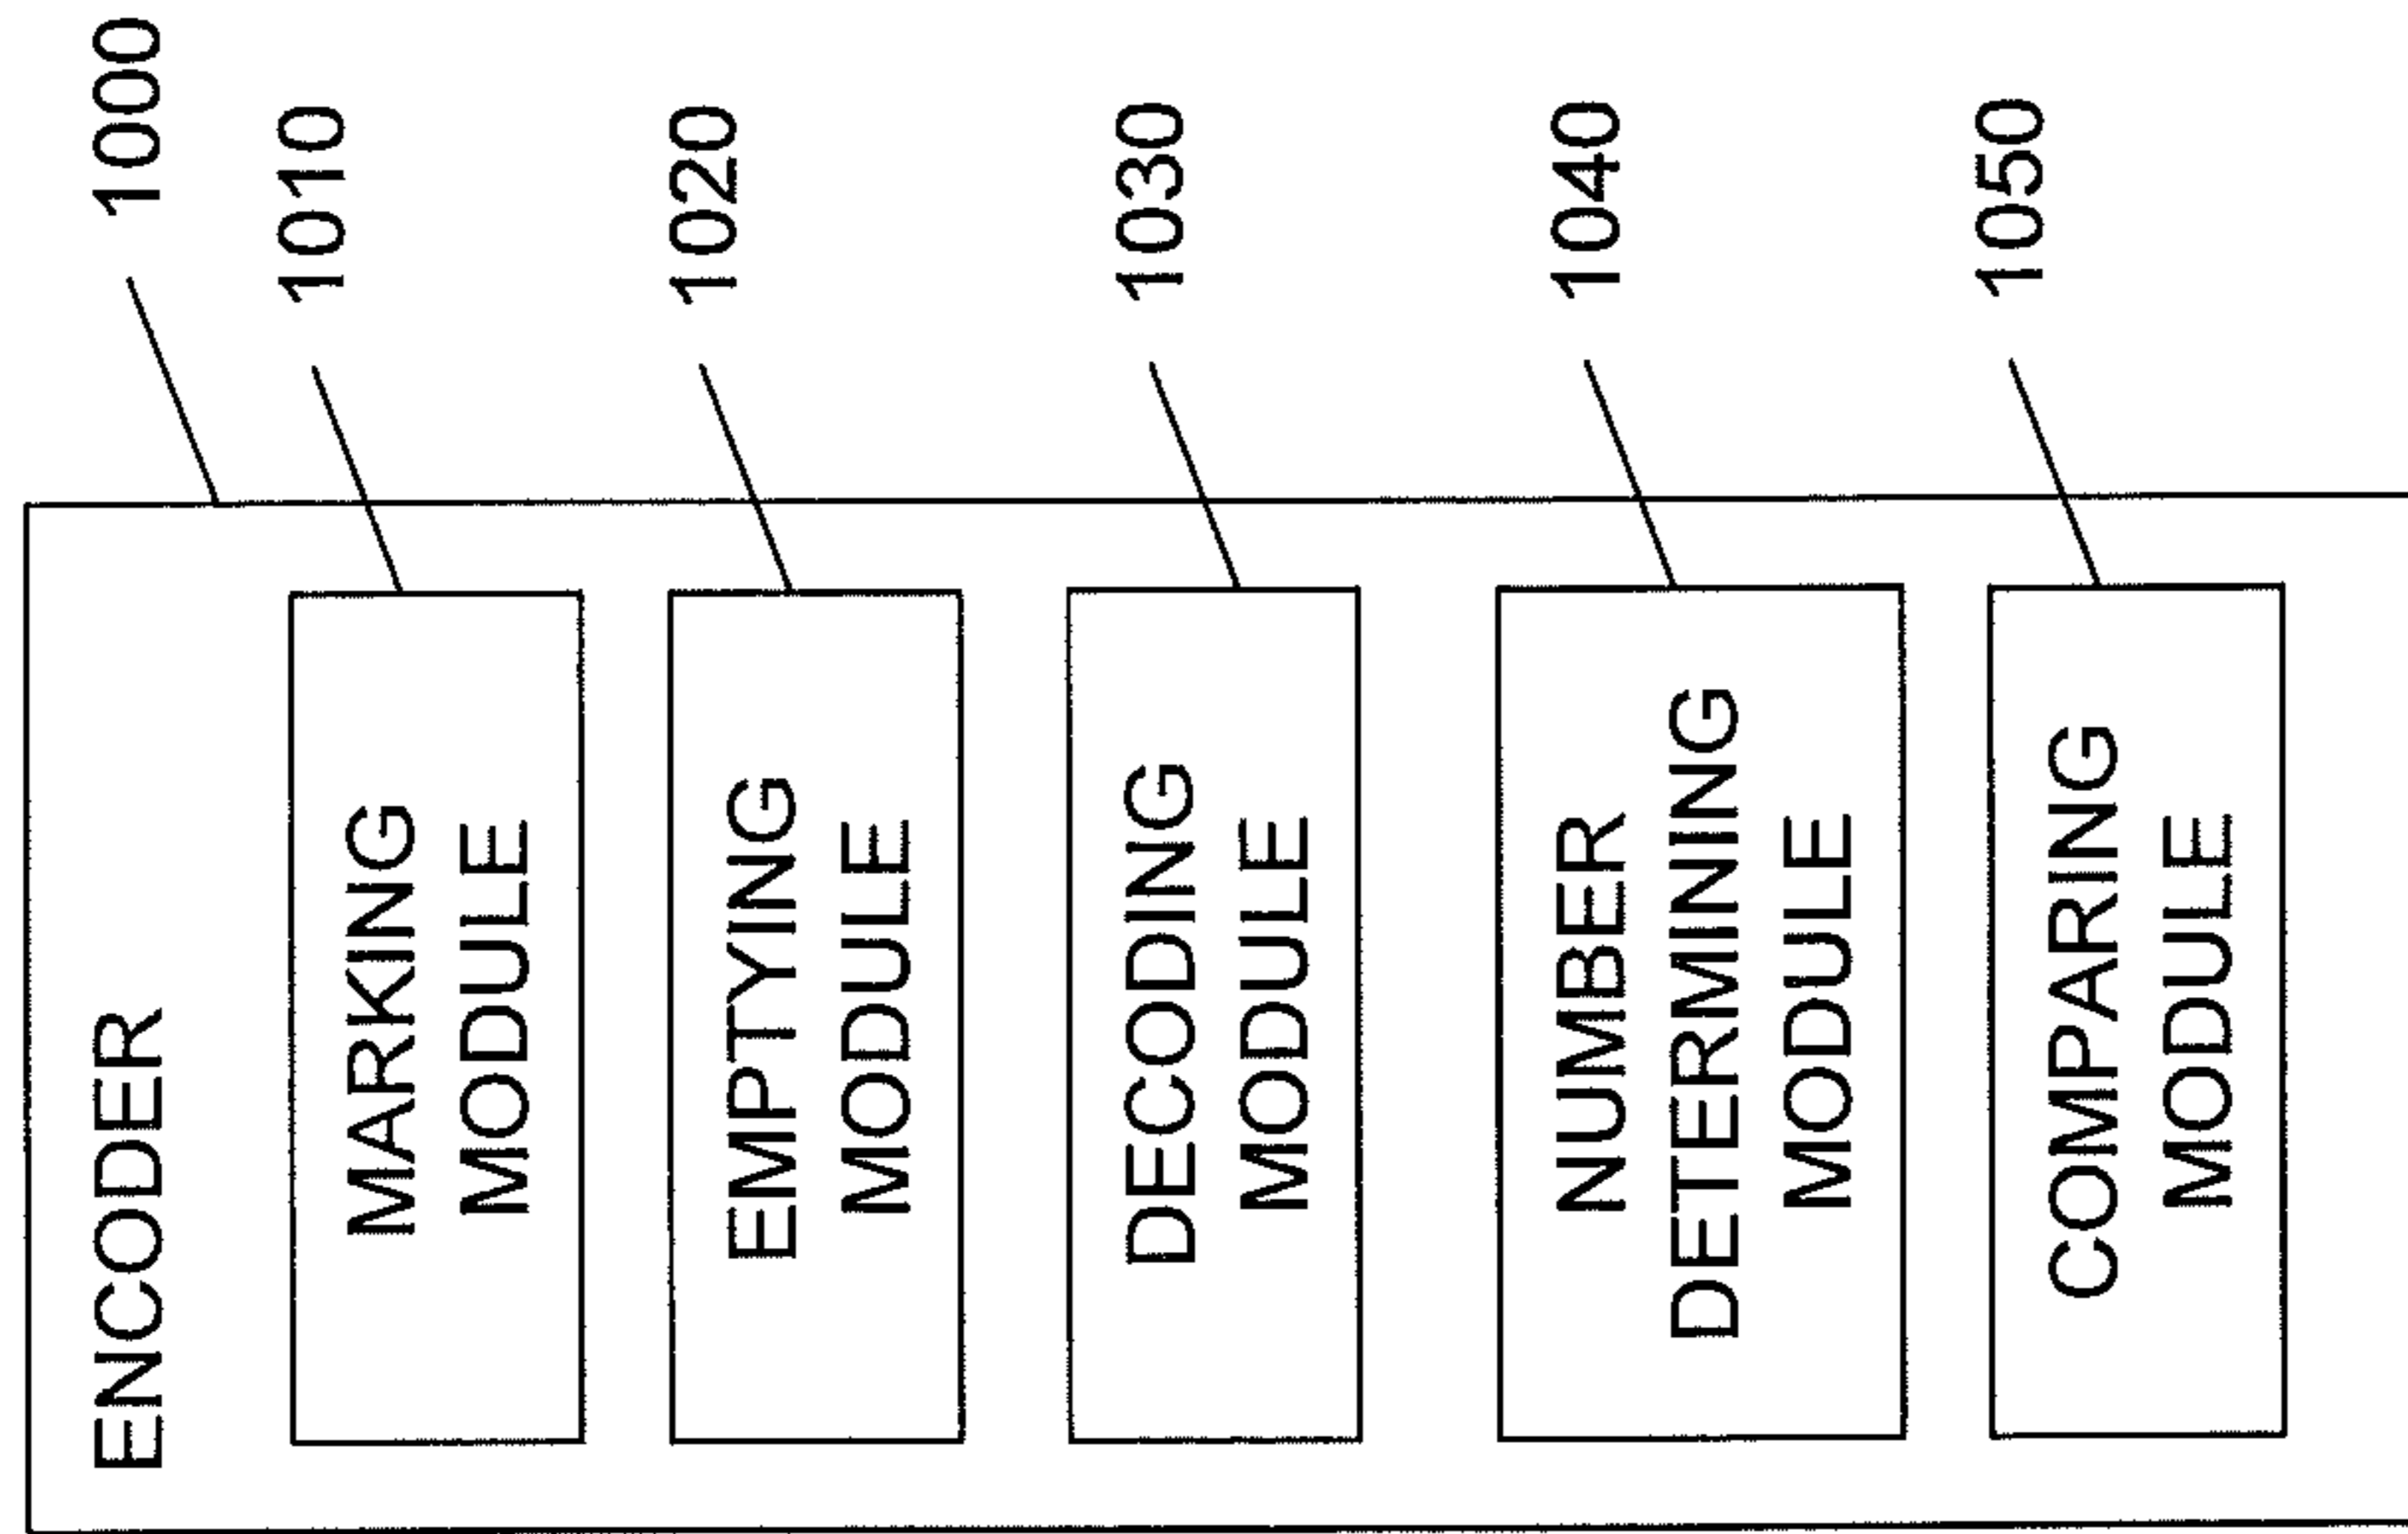 ENCODER
1000
MARKING
MODULE
1010
EMPTYING
MODULE
1020
DECODING
MODULE
1030
NUMBER
DETERMINING
MODULE
1040
COMPARING
MODULE
1050